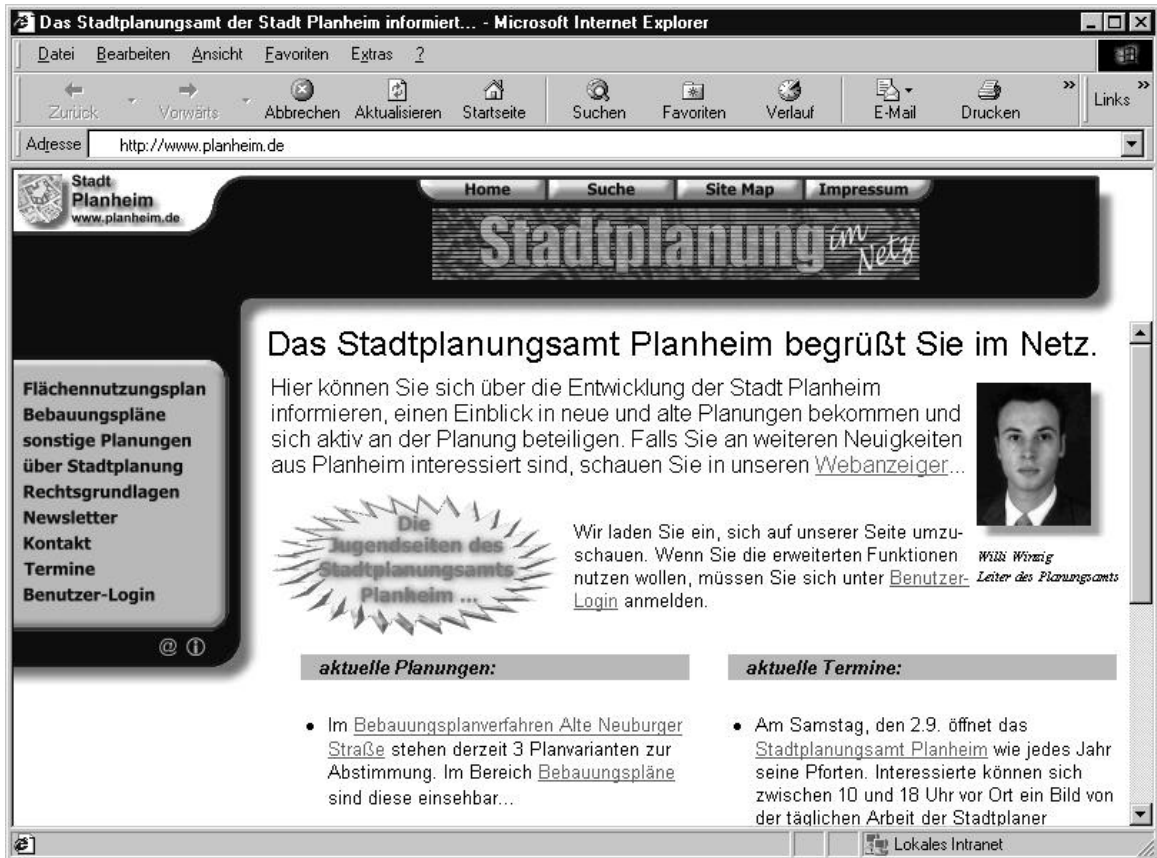 Das Stadtplanungsamt der Stadt Planheim informiert... - Microsoft Internet Explorer
Datei Bearbeiten Ansicht Favoriten Extras ?
Zurück Vorwärts Abbrechen Aktualisieren Startseite Suchen Favoriten Verlauf E-Mail Drucken » Links »
Adresse http://www.planheim.de
Stadt
Planheim
www.planheim.de
Home Suche Site Map Impressum
Stadtplanung im Netz
Das Stadtplanungsamt Planheim begrüßt Sie im Netz.
Flächennutzungsplan
Bebauungspläne
sonstige Planungen
über Stadtplanung
Rechtsgrundlagen
Newsletter
Kontakt
Termine
Benutzer-Login
@ i
Hier können Sie sich über die Entwicklung der Stadt Planheim
informieren, einen Einblick in neue und alte Planungen bekommen und
sich aktiv an der Planung beteiligen. Falls Sie an weiteren Neuigkeiten
aus Planheim interessiert sind, schauen Sie in unseren Webanzeiger...
Willi Winzig
Leiter des Planungsamts
Die
Jugendseiten des
Stadtplanungsamts
Planheim ...
Wir laden Sie ein, sich auf unserer Seite umzu-
schauen. Wenn Sie die erweiterten Funktionen
nutzen wollen, müssen Sie sich unter Benutzer-
Login anmelden.
aktuelle Planungen:
Im Bebauungsplanverfahren Alte Neuburger
Straße stehen derzeit 3 Planvarianten zur
Abstimmung. Im Bereich Bebauungspläne
sind diese einsehbar...
aktuelle Termine:
Am Samstag, den 2.9. öffnet das
Stadtplanungsamt Planheim wie jedes Jahr
seine Pforten. Interessierte können sich
zwischen 10 und 18 Uhr vor Ort ein Bild von
der täglichen Arbeit der Stadtplaner
Lokales Intranet